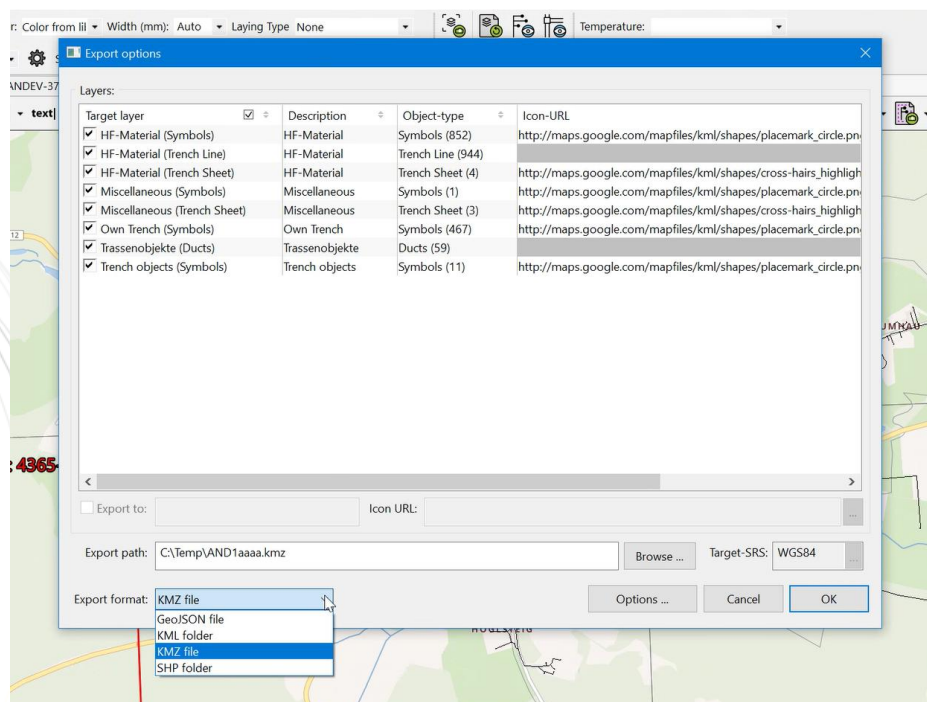 r: Color from lil Width (mm): Auto Laying Type None Temperature:
Export options
ANDEV-37
text
Layers:
Target layer Description Object-type Icon-URL
HF-Material (Symbols) HF-Material Symbols (852) http://maps.google.com/mapfiles/kml/shapes/placemark_circle.pn
HF-Material (Trench Line) HF-Material Trench Line (944)
HF-Material (Trench Sheet) HF-Material Trench Sheet (4) http://maps.google.com/mapfiles/kml/shapes/cross-hairs_highligh
Miscellaneous (Symbols) Miscellaneous Symbols (1) http://maps.google.com/mapfiles/kml/shapes/placemark_circle.pn
Miscellaneous (Trench Sheet) Miscellaneous Trench Sheet (3) http://maps.google.com/mapfiles/kml/shapes/cross-hairs_highligh
Own Trench (Symbols) Own Trench Symbols (467) http://maps.google.com/mapfiles/kml/shapes/placemark_circle.pn
12
Trassenobjekte (Ducts) Trassenobjekte Ducts (59)
Trench objects (Symbols) Trench objects Symbols (11) http://maps.google.com/mapfiles/kml/shapes/placemark_circle.pn
: 4365-
Export to: Icon URL: ...
Export path: C:\Temp\AND1aaaa.kmz Browse ... Target-SRS: WGS84 ...
Export format: KMZ file Options ... Cancel OK
GeoJSON file
KML folder
KMZ file
SHP folder